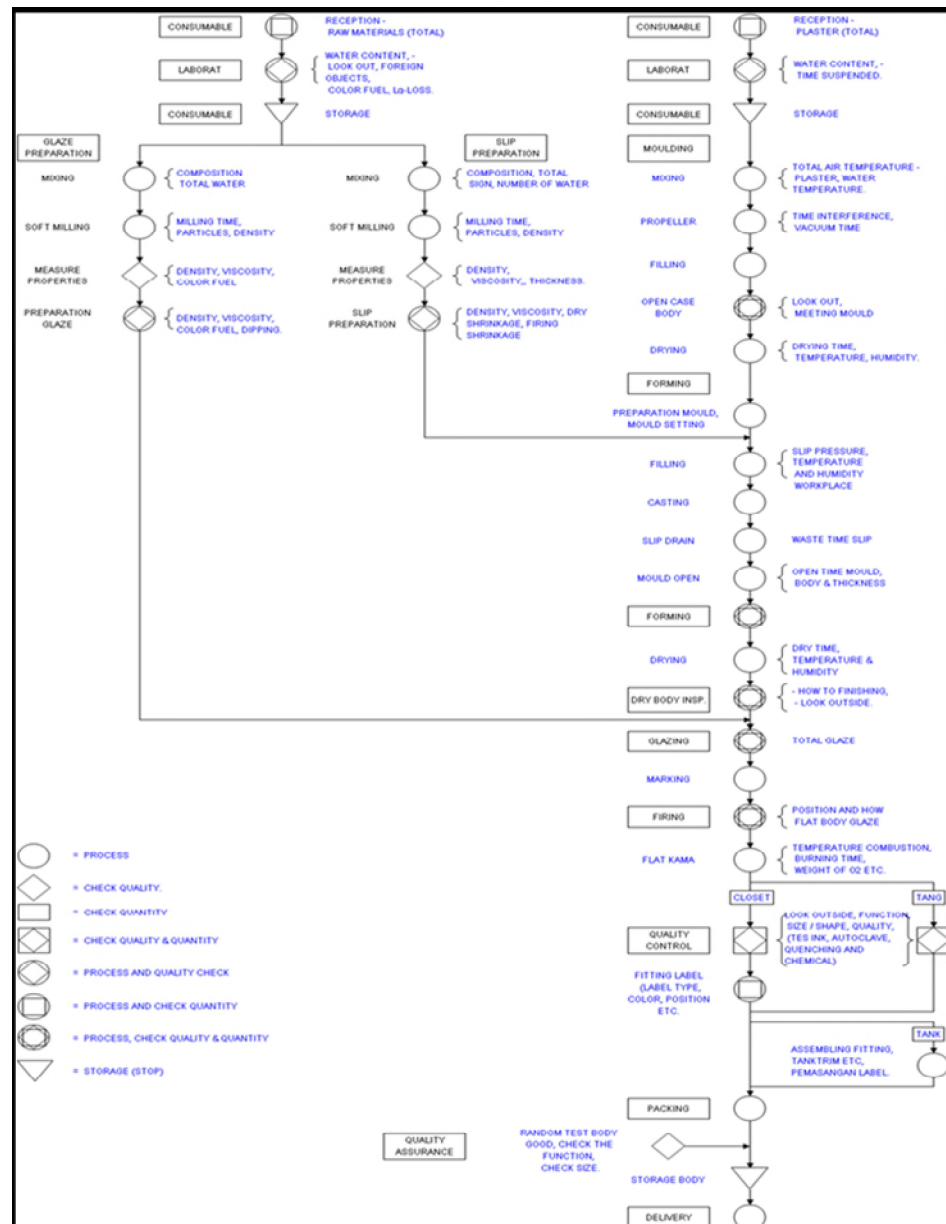 CONSUMABLE
RECEPTION -
RAW MATERIALS (TOTAL)
LABORAT
WATER CONTENT, -
LOOK OUT, FOREIGN
OBJECTS,
COLOR FUEL, Lg-LOSS.
CONSUMABLE
STORAGE
CONSUMABLE
RECEPTION -
PLASTER (TOTAL)
LABORAT
WATER CONTENT, -
TIME SUSPENDED.
CONSUMABLE
STORAGE
GLAZE
PREPARATION
MIXING
COMPOSITION
TOTAL WATER
SOFT MILLING
MILLING TIME,
PARTICLES, DENSITY
MEASURE
PROPERTIES
DENSITY, VISCOSITY,
COLOR FUEL
PREPARATION
GLAZE
DENSITY, VISCOSITY,
COLOR FUEL, DIPPING.
SLIP
PREPARATION
MIXING
COMPOSITION, TOTAL
SIGN, NUMBER OF WATER
SOFT MILLING
MILLING TIME,
PARTICLES, DENSITY
MEASURE
PROPERTIES
DENSITY,
VISCOSITY,, THICKNESS.
SLIP
PREPARATION
DENSITY, VISCOSITY, DRY
SHRINKAGE, FIRING
SHRINKAGE
MOULDING
MIXING
TOTAL AIR TEMPERATURE -
PLASTER, WATER
TEMPERATURE.
PROPELLER
TIME INTERFERENCE,
VACUUM TIME
FILLING
OPEN CASE
BODY
LOOK OUT,
MEETING MOULD
DRYING
DRYING TIME,
TEMPERATURE, HUMIDITY.
FORMING
PREPARATION MOULD,
MOULD SETTING
FILLING
SLIP PRESSURE,
TEMPERATURE
AND HUMIDITY
WORKPLACE
CASTING
SLIP DRAIN
WASTE TIME SLIP
MOULD OPEN
OPEN TIME MOULD,
BODY & THICKNESS
FORMING
DRYING
DRY TIME,
TEMPERATURE &
HUMIDITY
DRY BODY INSP.
- HOW TO FINISHING,
- LOOK OUTSIDE.
GLAZING
TOTAL GLAZE
MARKING
FIRING
POSITION AND HOW
FLAT BODY GLAZE
FLAT KAMA
TEMPERATURE COMBUSTION,
BURNING TIME,
WEIGHT OF O2 ETC.
CLOSET
TANG
QUALITY
CONTROL
LOOK OUTSIDE, FUNCTION,
SIZE / SHAPE, QUALITY,
(TES INK, AUTOCLAVE,
QUENCHING AND
CHEMICAL)
FITTING LABEL
(LABEL TYPE,
COLOR, POSITION
ETC.
TANK
ASSEMBLING FITTING,
TANKTRIM ETC,
PEMASANGAN LABEL.
PACKING
QUALITY
ASSURANCE
RANDOM TEST BODY
GOOD, CHECK THE
FUNCTION,
CHECK SIZE.
STORAGE BODY
DELIVERY
= PROCESS
= CHECK QUALITY.
= CHECK QUANTITY
= CHECK QUALITY & QUANTITY
= PROCESS AND QUALITY CHECK
= PROCESS AND CHECK QUANTITY
= PROCESS, CHECK QUALITY & QUANTITY
= STORAGE (STOP)